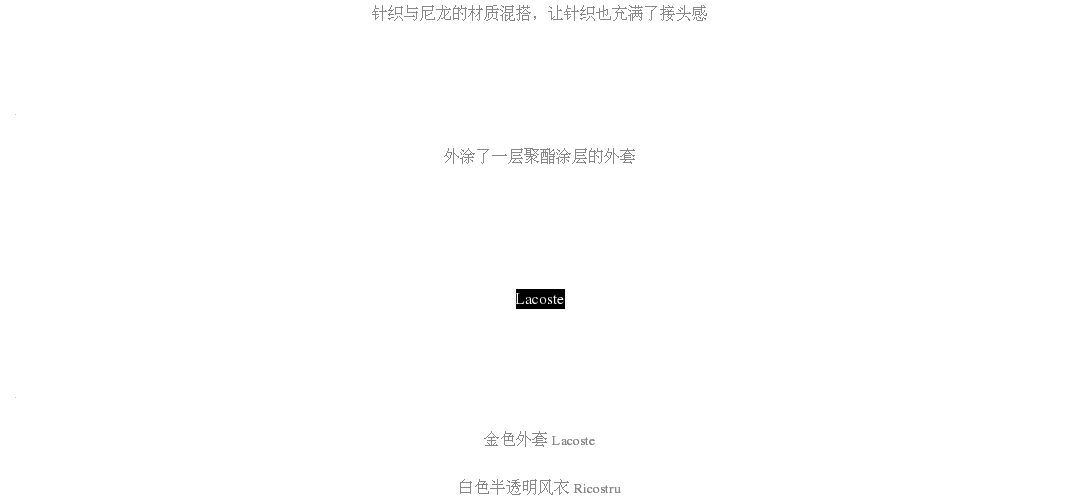 针织与尼龙的材质混搭，让针织也充满了接头感
外涂了一层聚酯涂层的外套
Lacoste
金色外套 Lacoste
白色半透明风衣 Ricostru